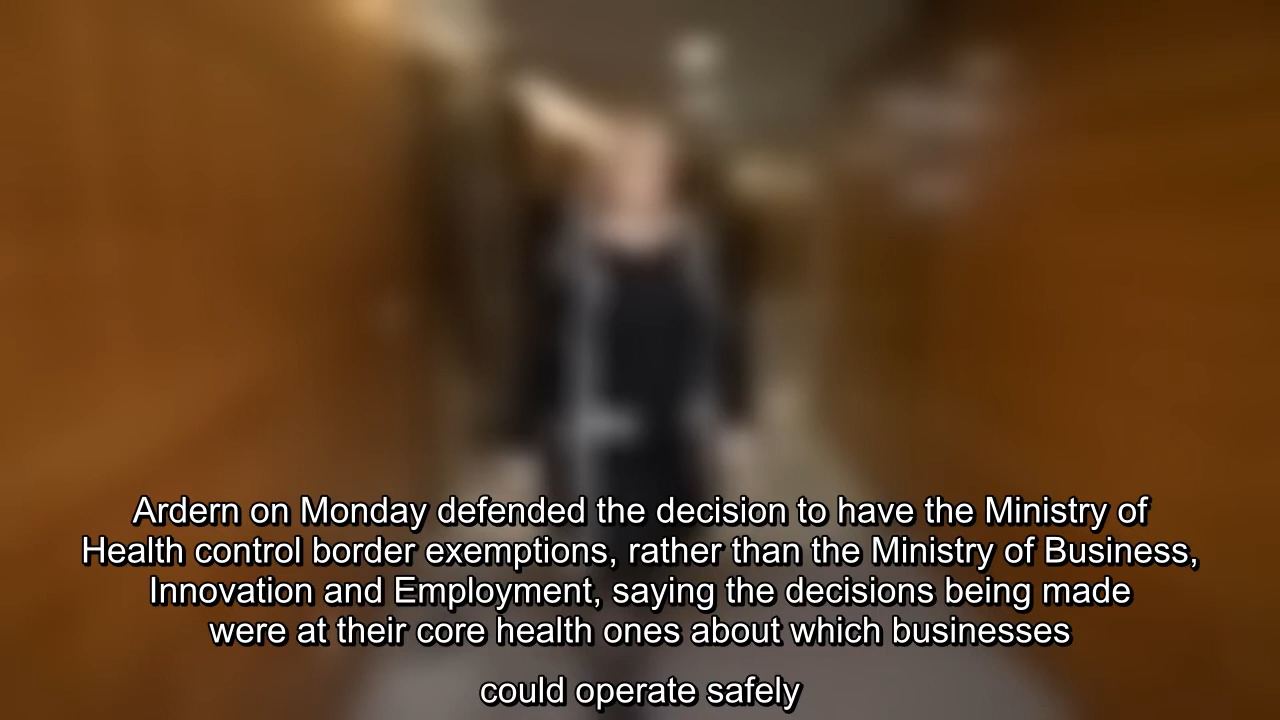 Ardern on Monday defended the decision to have the Ministry of
Health control border exemptions, rather than the Ministry of Business,
Innovation and Employment, saying the decisions being made
were at their core health ones about which businesses
could operate safely